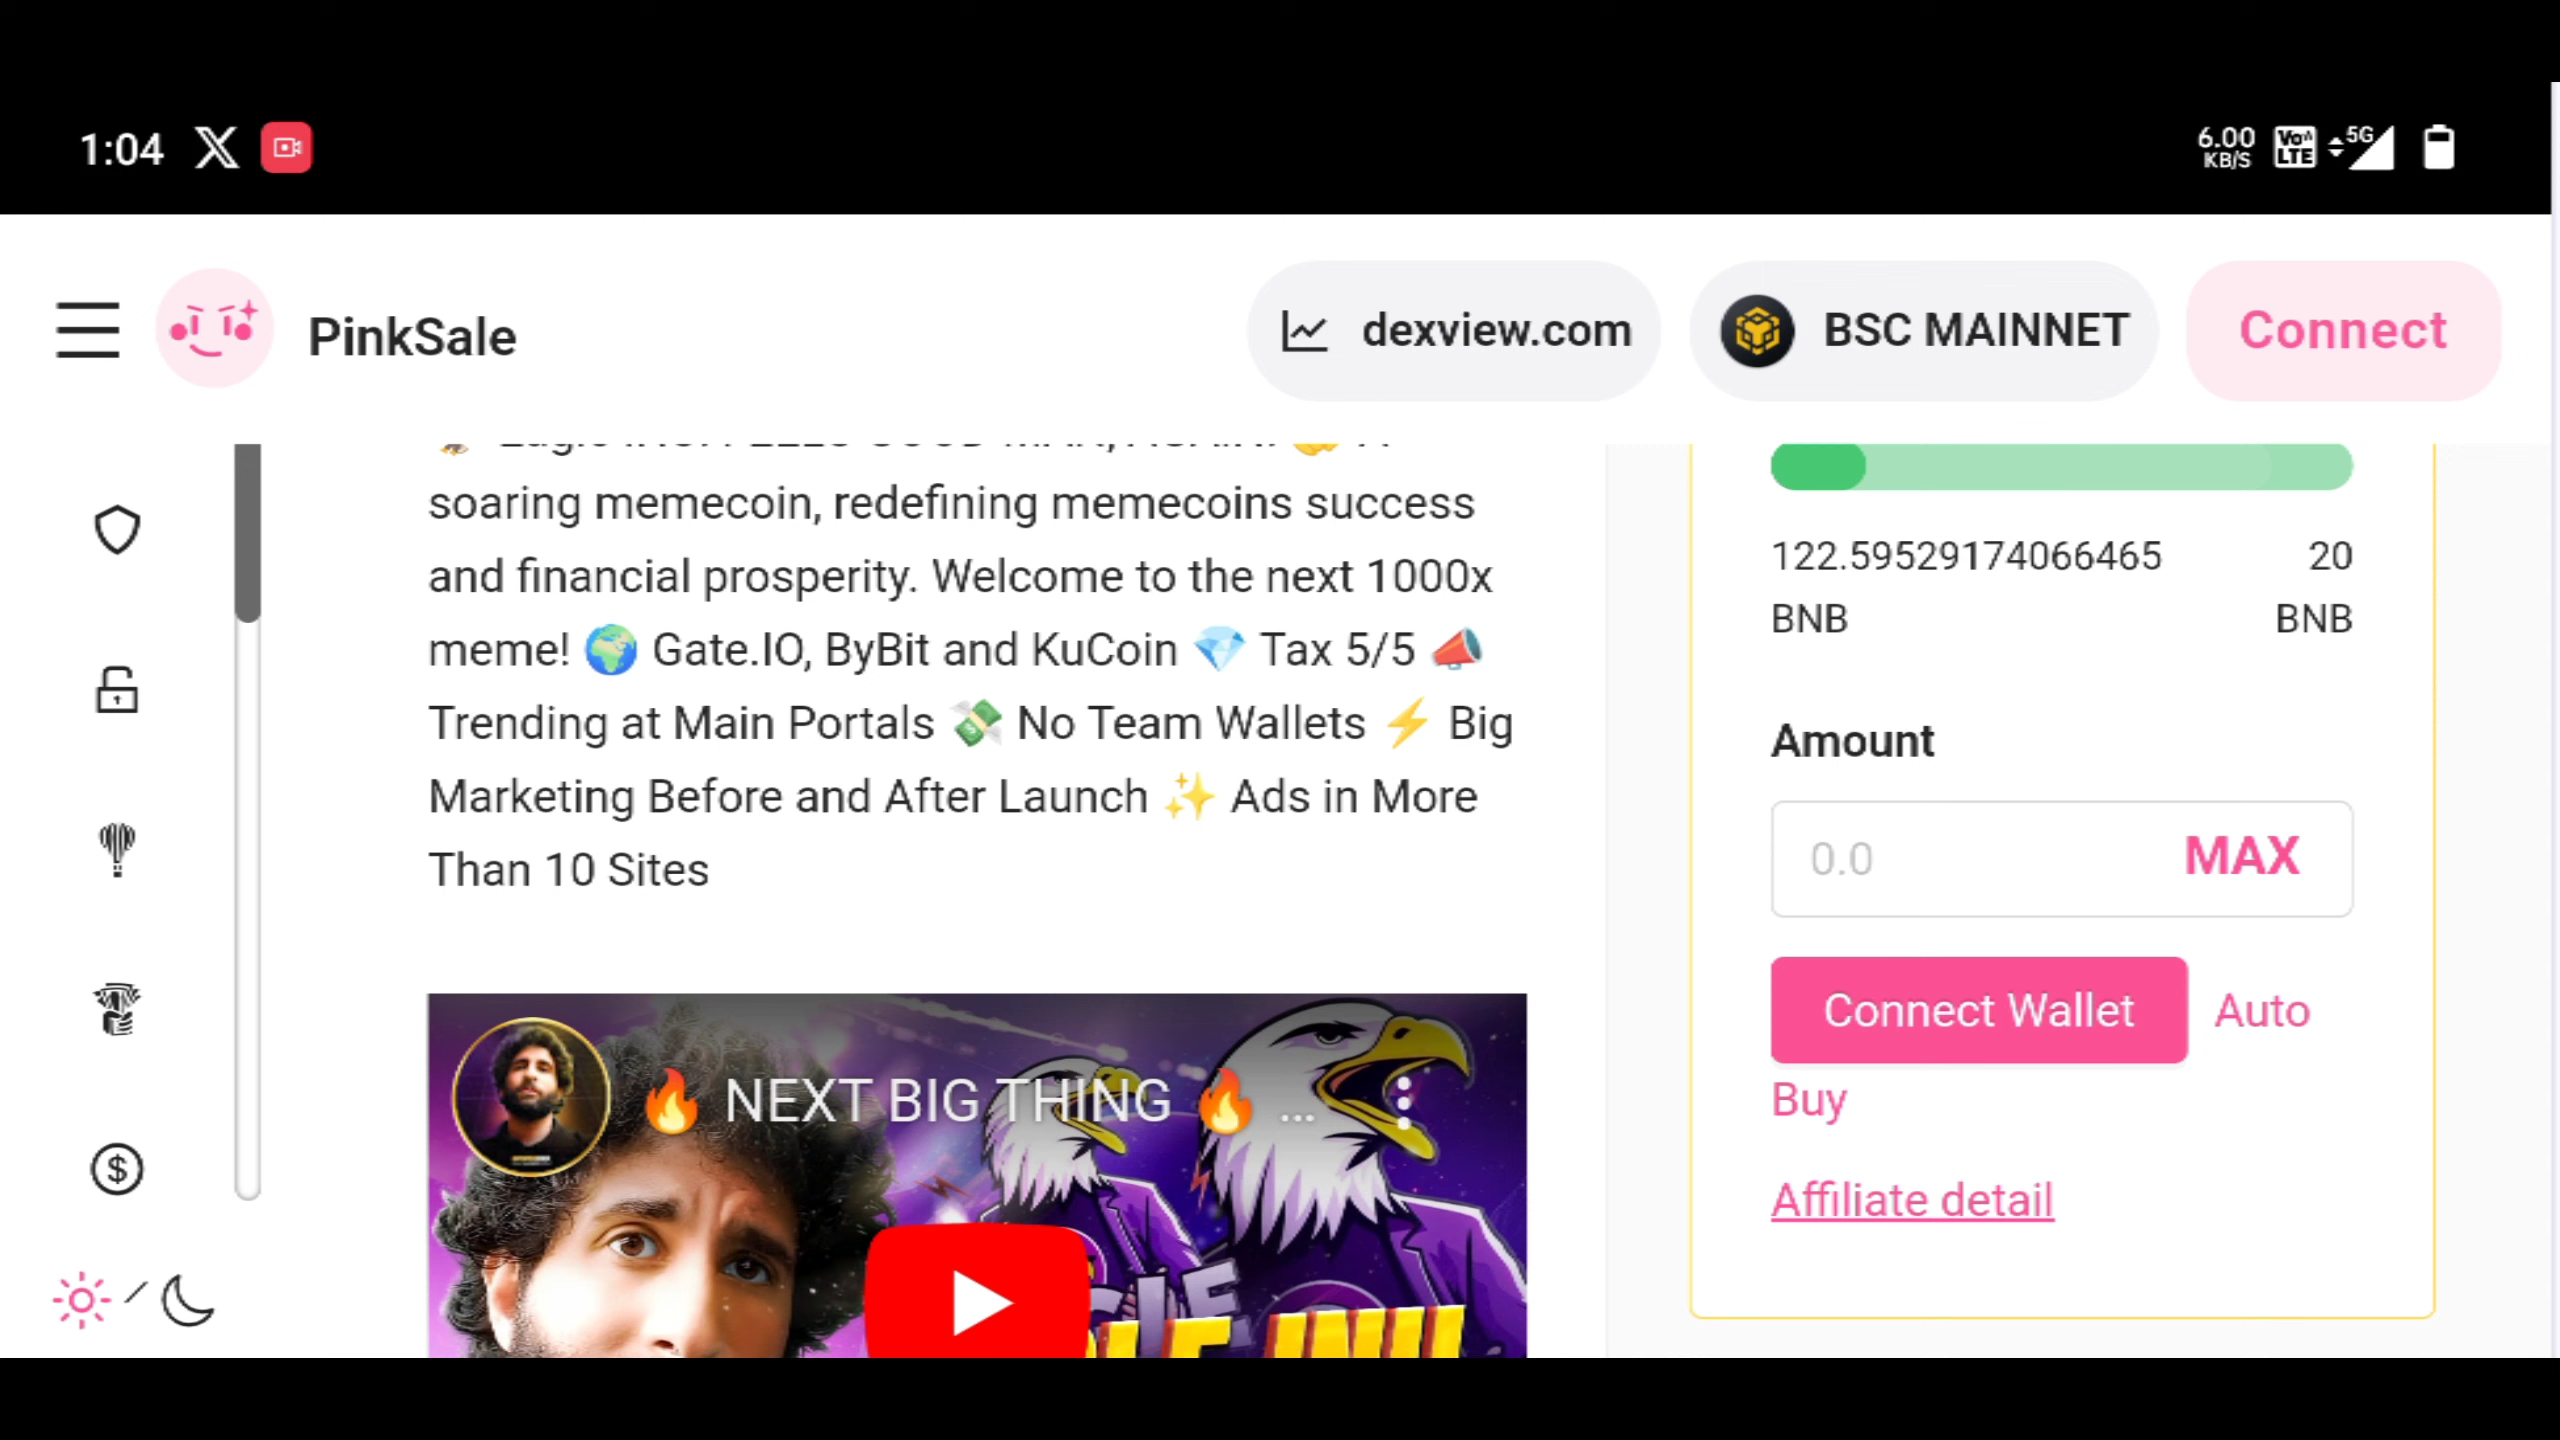 1:04
6.00
KB/S
Vo
LTE
5G
PinkSale
dexview.com
BSC MAINNET
Connect
soaring memecoin, redefining memecoins success
and financial prosperity. Welcome to the next 1000x
meme! 🌍 Gate.IO, ByBit and KuCoin 💎 Tax 5/5 📣
Trending at Main Portals 💸 No Team Wallets ⚡ Big
Marketing Before and After Launch ✨ Ads in More
Than 10 Sites
🔥 NEXT BIG THING 🔥 ...
122.59529174066465
BNB
20
BNB
Amount
0.0
MAX
Connect Wallet
Auto
Buy
Affiliate detail